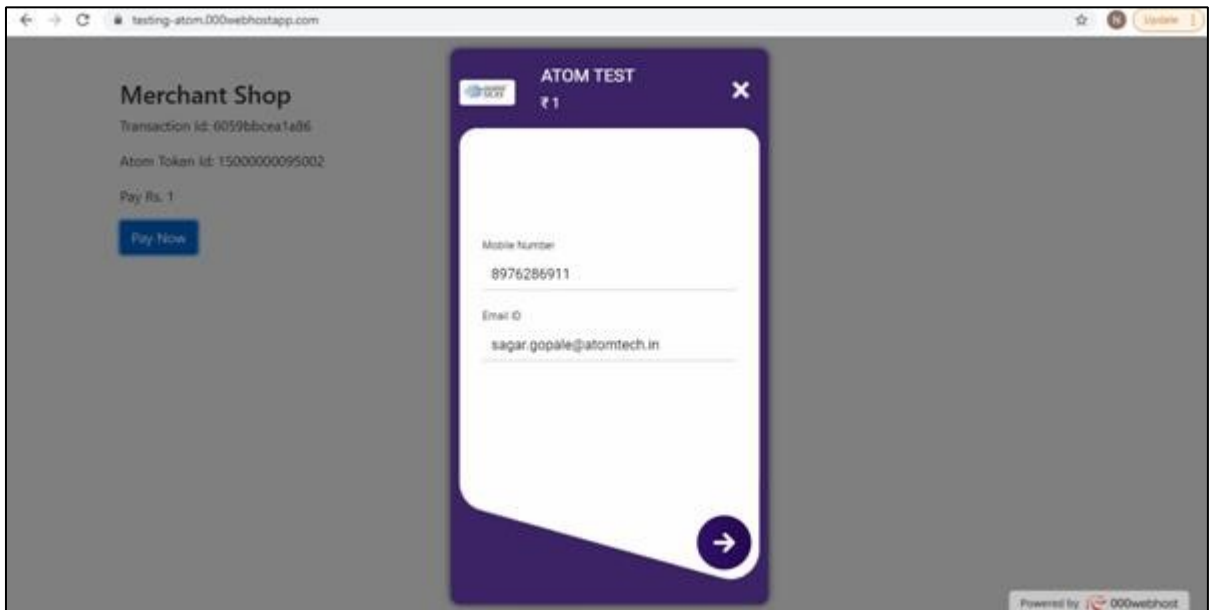 testing-atom.000webhostapp.com
N
Update
Merchant Shop
Transaction Id: 6059bbcea1a86
Atom Token Id: 15000000095002
Pay Rs. 1
Pay Now
ATOM TEST
₹ 1
Mobile Number
8976286911
Email ID
sagar.gopale@atomtech.in
Powered by 000webhost